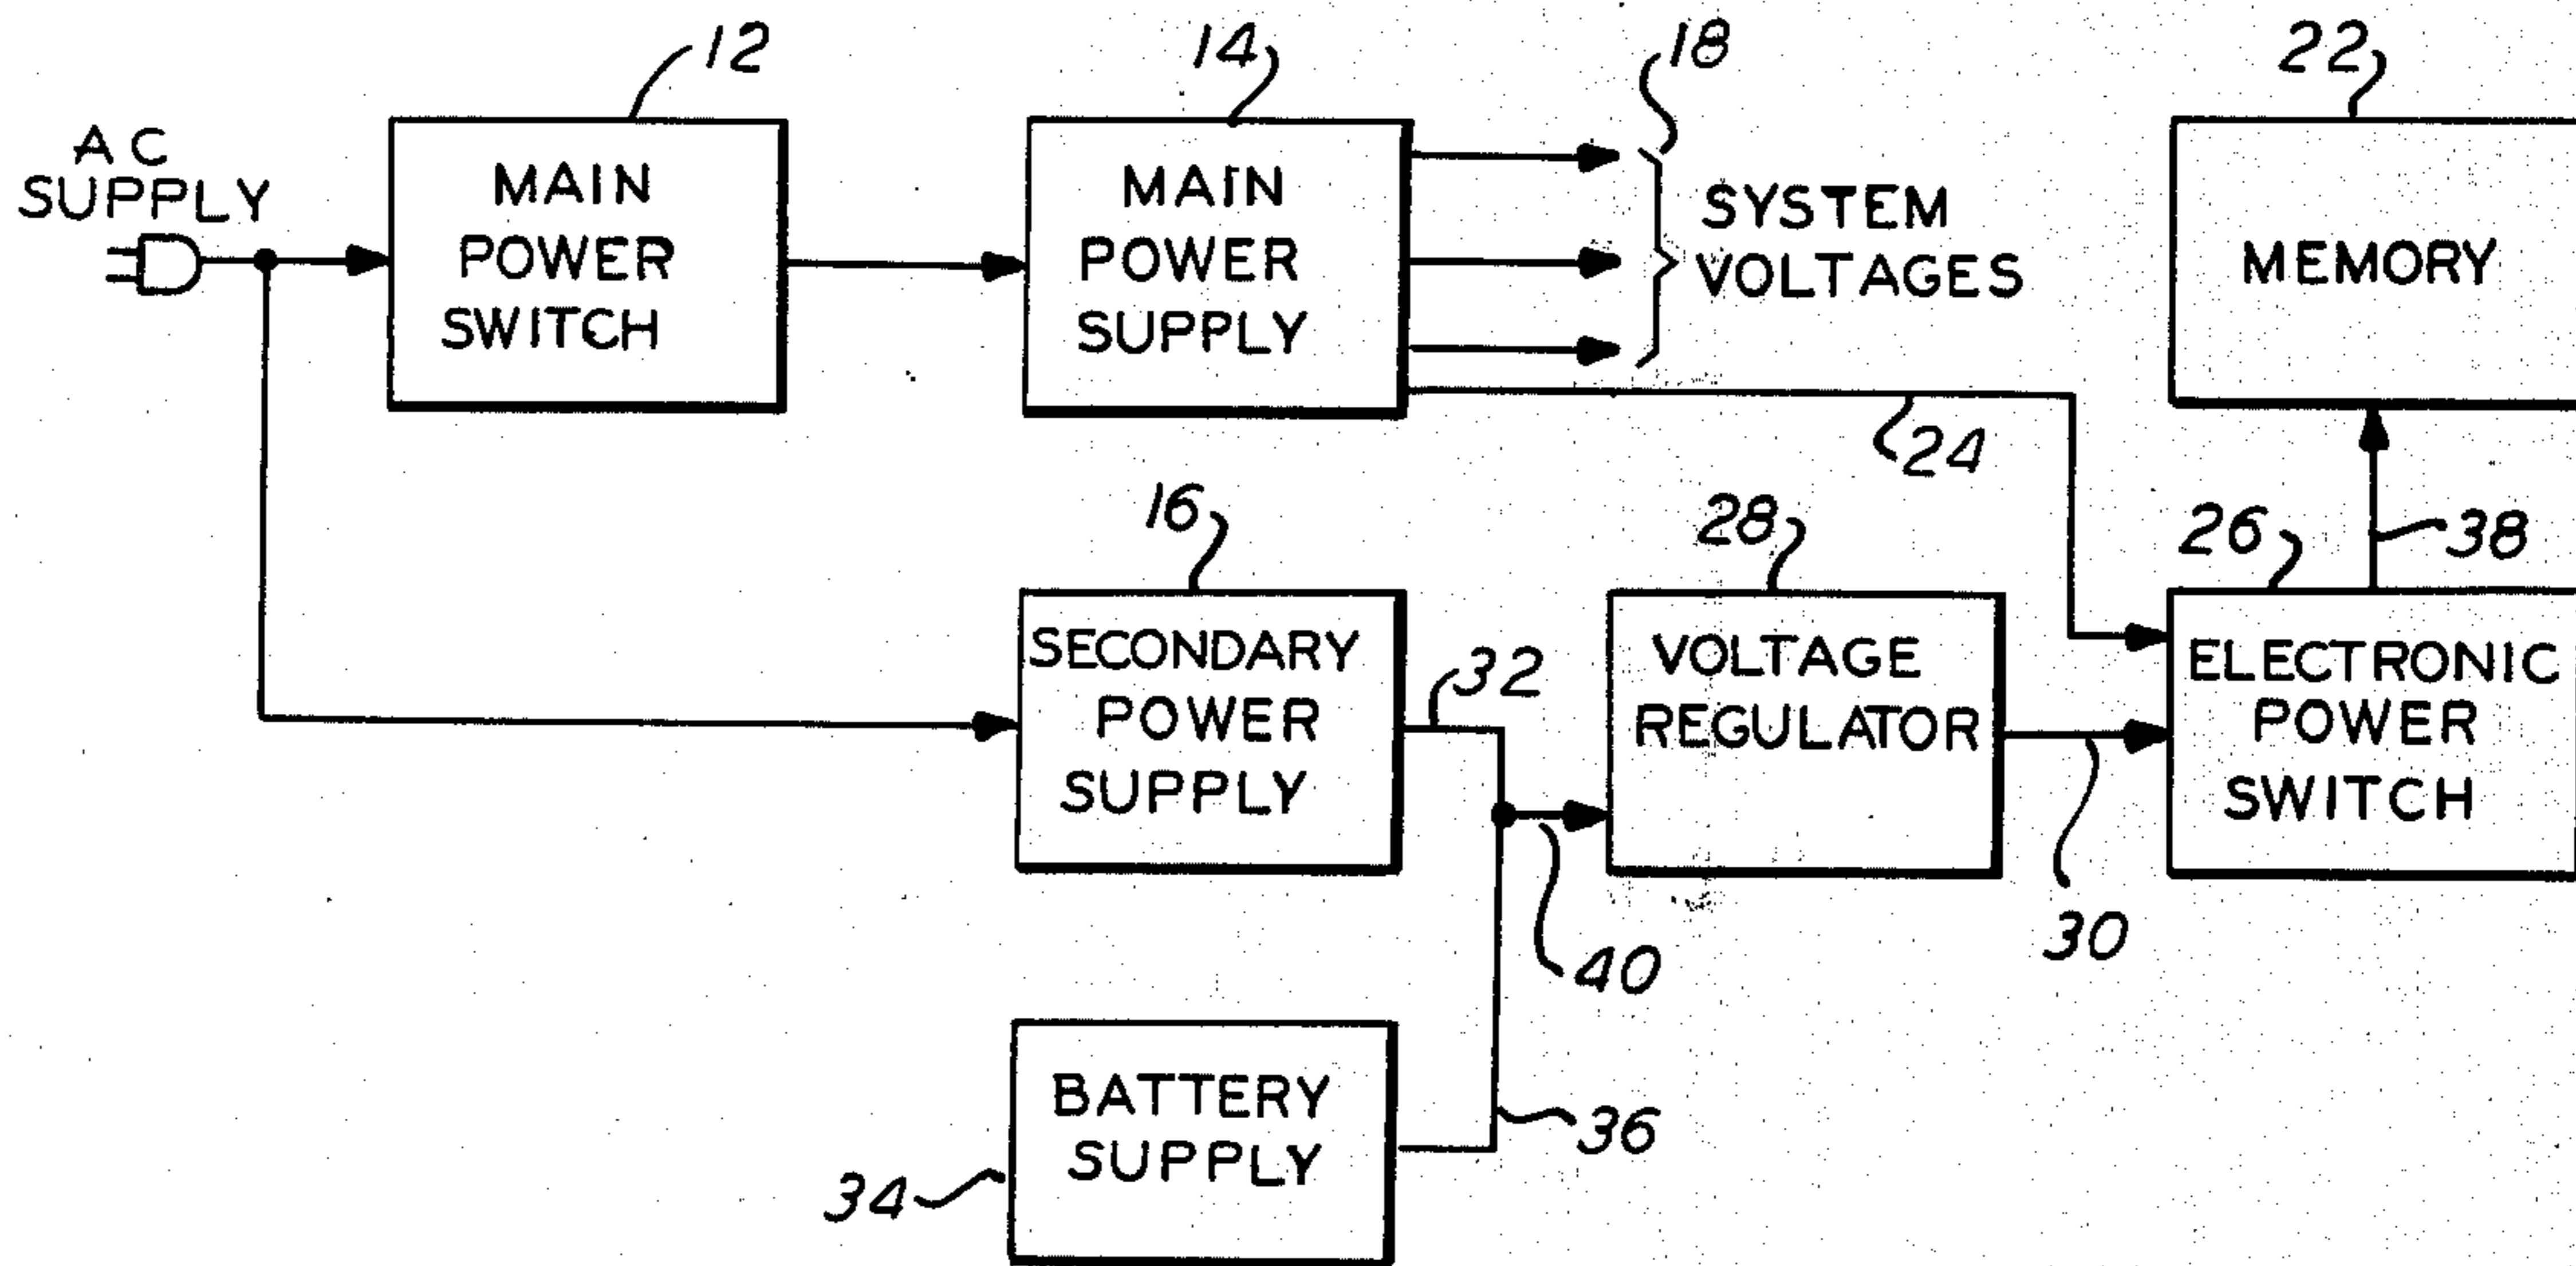 12
14
18
22
AC
SUPPLY
MAIN
POWER
SWITCH
MAIN
POWER
SUPPLY
SYSTEM
VOLTAGES
MEMORY
24
16
28
26
38
SECONDARY
POWER
SUPPLY
32
VOLTAGE
REGULATOR
ELECTRONIC
POWER
SWITCH
40
30
BATTERY
SUPPLY
36
34